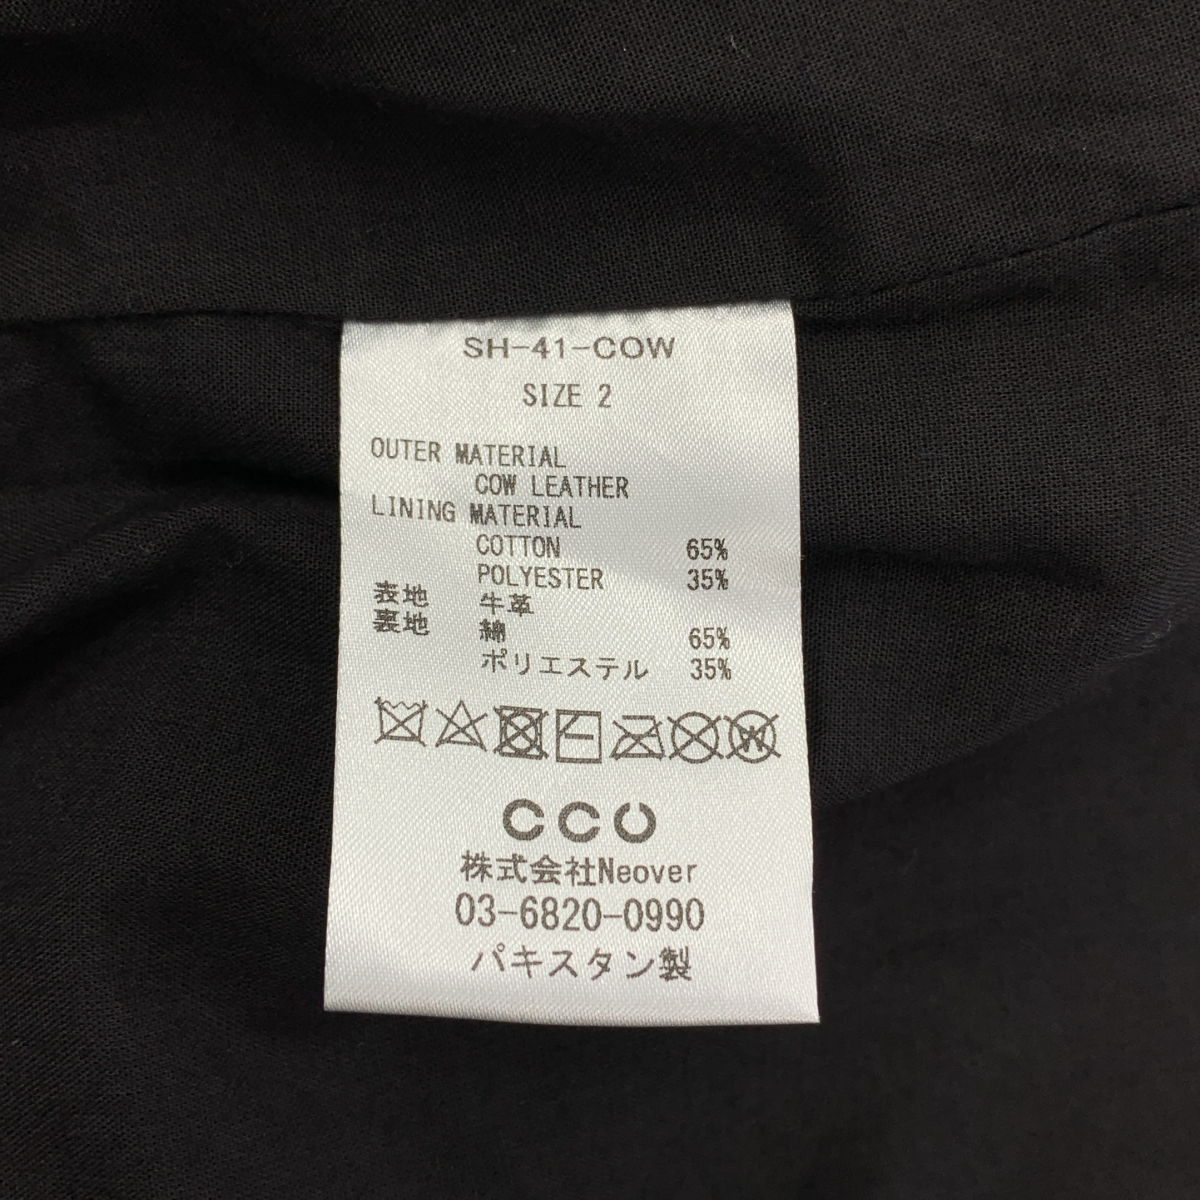 SH-41-COW
SIZE 2
OUTER MATERIAL
COW LEATHER
LINING MATERIAL
COTTON 65%
POLYESTER 35%
表地 牛革
裏地 綿 65%
ポリエステル 35%
W
CCU
株式会社Neover
03-6820-0990
パキスタン製